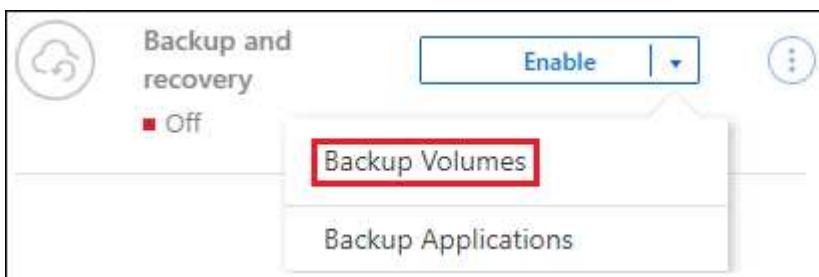 Backup and
recovery
Off
Enable
Backup Volumes
Backup Applications